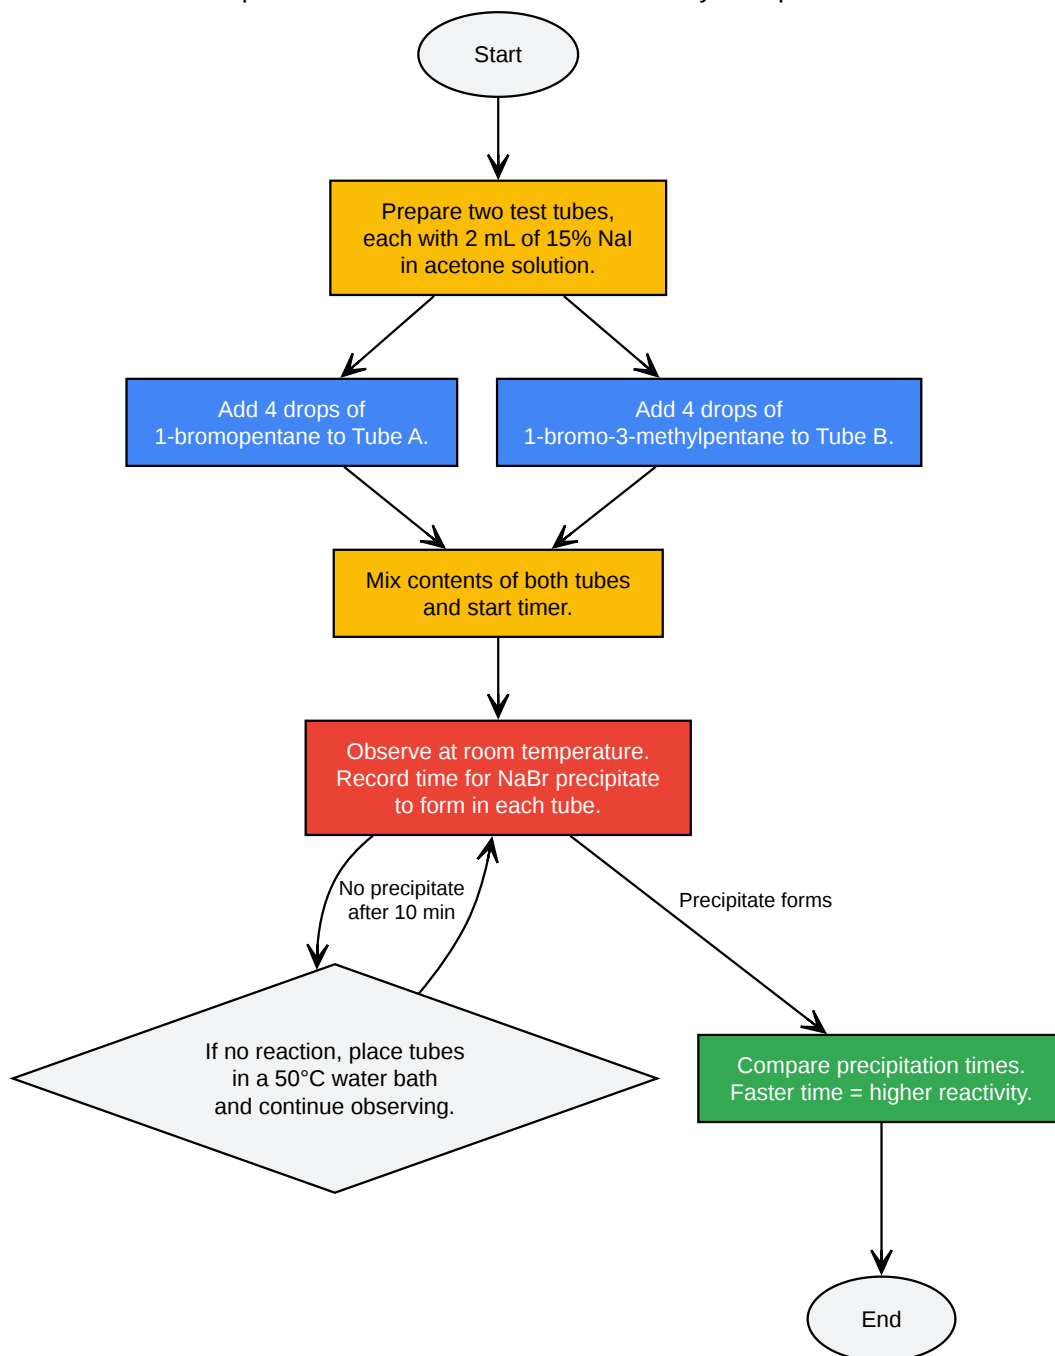 Start
Prepare two test tubes,
each with 2 mL of 15% NaI
in acetone solution.
Add 4 drops of
1-bromopentane to Tube A.
Add 4 drops of
1-bromo-3-methylpentane to Tube B.
Mix contents of both tubes
and start timer.
Observe at room temperature.
Record time for NaBr precipitate
to form in each tube.
No precipitate
after 10 min
Precipitate forms
If no reaction, place tubes
in a 50°C water bath
and continue observing.
Compare precipitation times.
Faster time = higher reactivity.
End